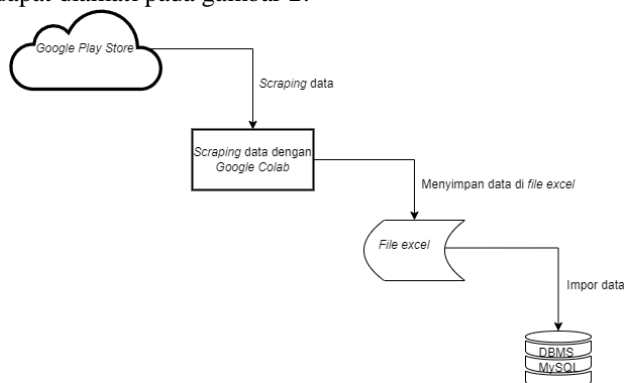 dapat diamati pada gambar 2.
Google Play Store
Scraping data
Scraping data dengan
Google Colab
Menyimpan data di file excel
File excel
Impor data
DBMS
MySQL